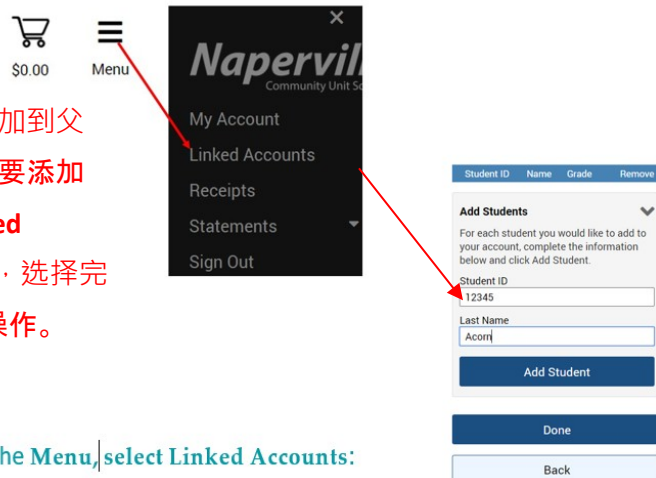 $0.00 Menu
Napervil
Community Unit Sc
My Account
Linked Accounts
Receipts
Statements
Sign Out
加到父
要添加
ed
，选择完
操作。
Student ID Name Grade Remove
Add Students
For each student you would like to add to
your account, complete the information
below and click Add Student.
Student ID
12345
Last Name
Acorn
Add Student
Done
Back
he Menu, select Linked Accounts: